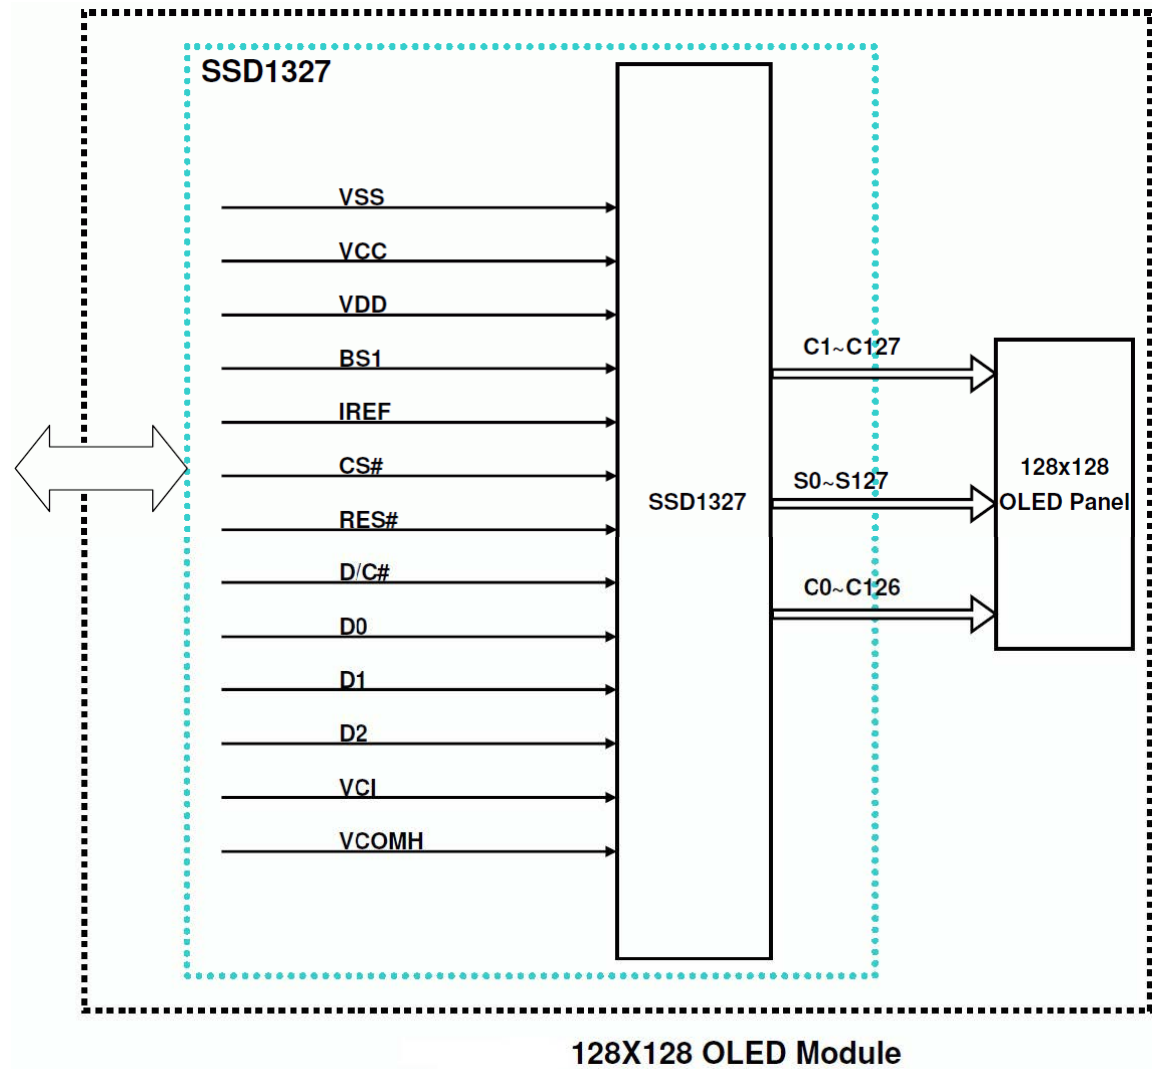 SSD1327
VSS
VCC
VDD
BS1
IREF
CS#
RES#
D/C#
D0
D1
D2
VCI
VCOMH
SSD1327
C1~C127
S0~S127
C0~C126
128x128
OLED Panel
128X128 OLED Module